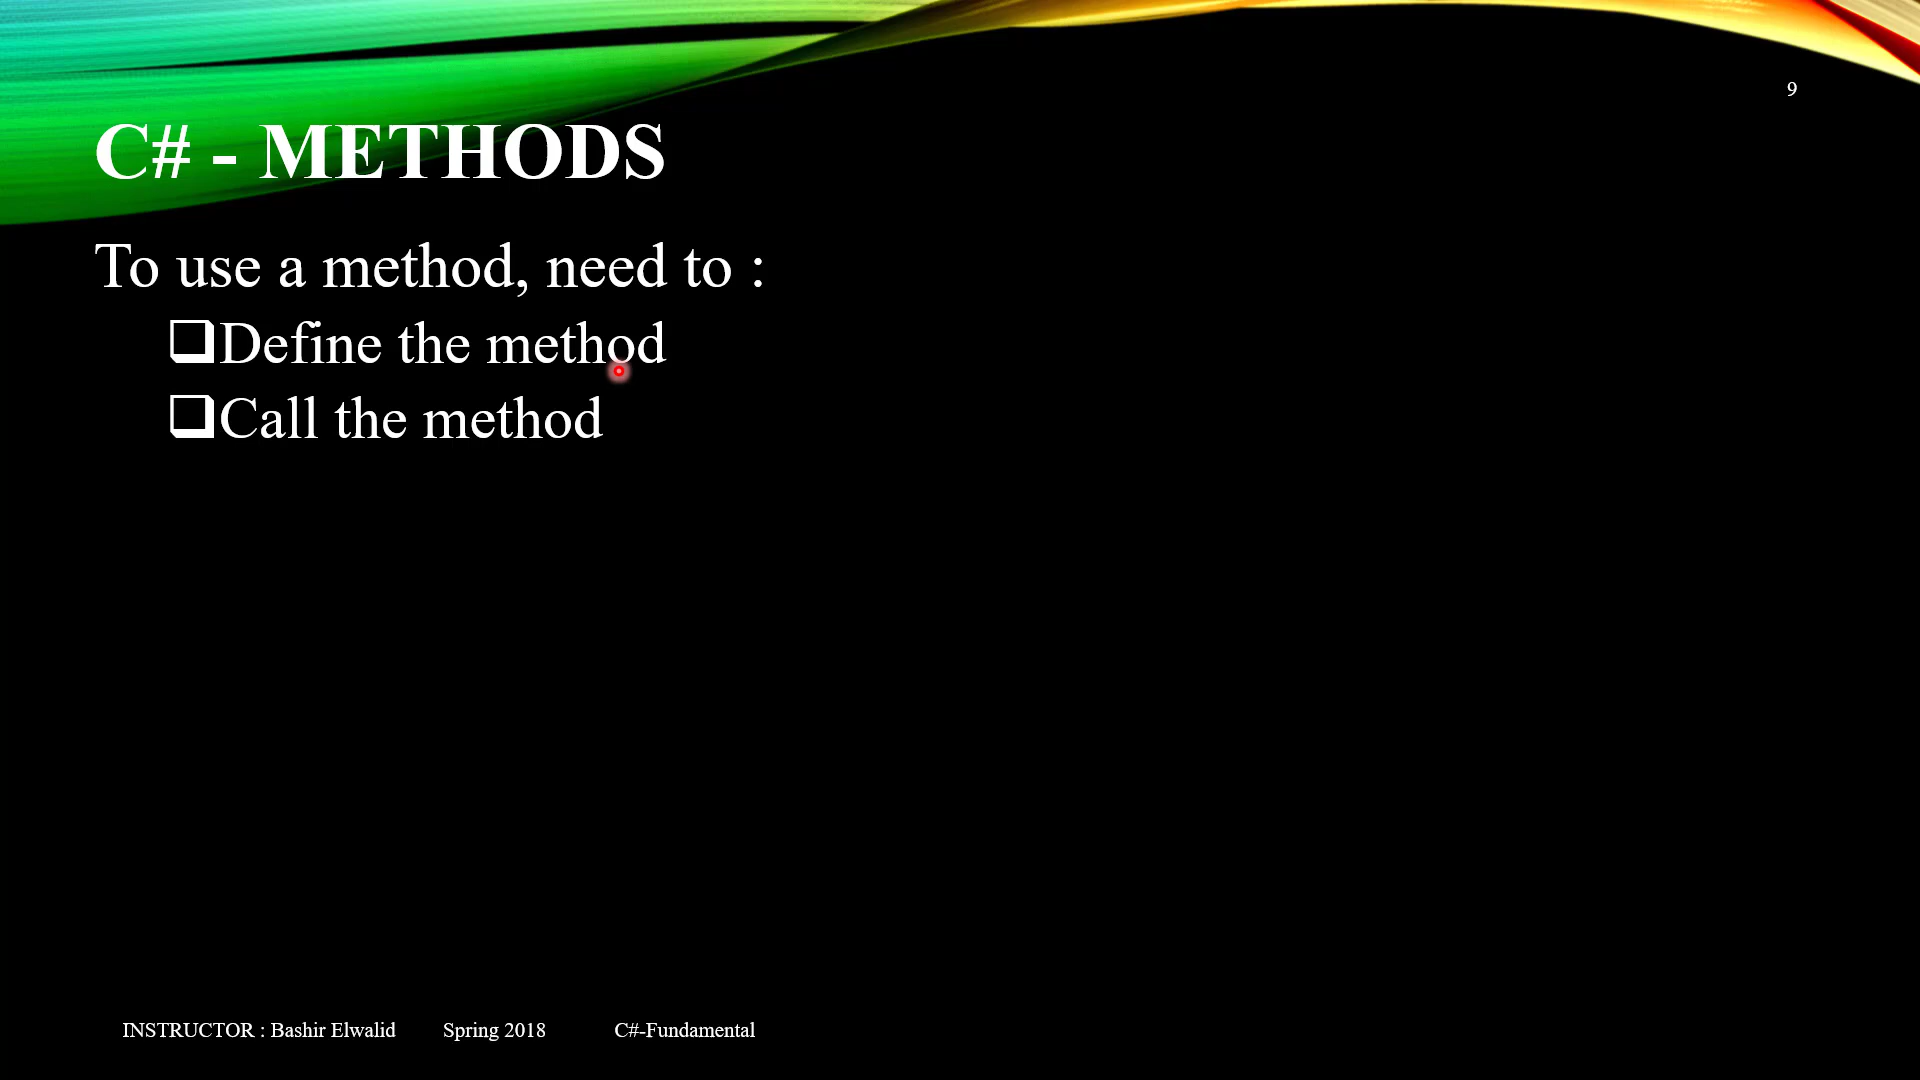 9
C# - METHODS
To use a method, need to :
❑Define the method
❑Call the method
INSTRUCTOR : Bashir Elwalid Spring 2018 C#-Fundamental